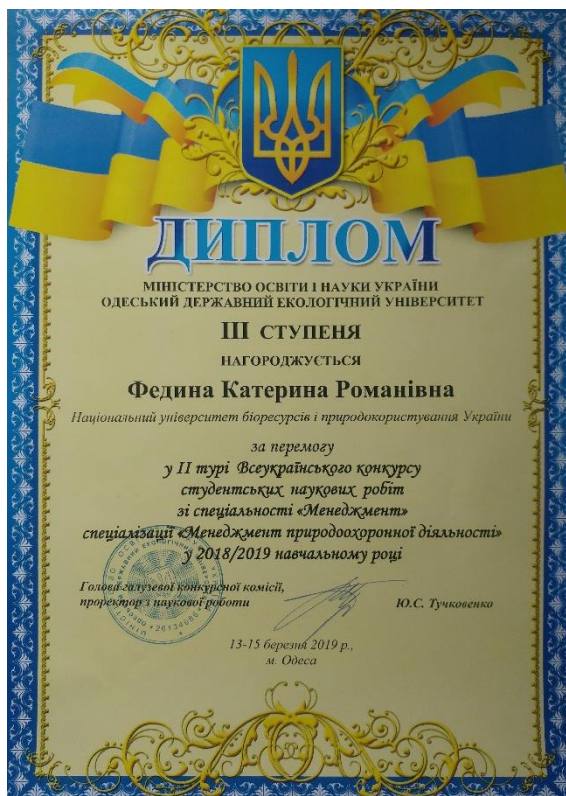 ДИПЛОМ
МІНІСТЕРСТВО ОСВІТИ І НАУКИ УКРАЇНИ
ОДЕСЬКИЙ ДЕРЖАВНИЙ ЕКОЛОГІЧНИЙ УНІВЕРСИТЕТ
ІІІ СТУПЕНЯ
НАГОРОДЖУЄТЬСЯ
Федина Катерина Романівна
Національний університет біоресурсів і природокористування України
за перемогу
у ІІ турі Всеукраїнського конкурсу
студентських наукових робіт
зі спеціальності «Менеджмент»
спеціалізації «Менеджмент природоохоронної діяльності»
у 2018/2019 навчальному році
Голова галузевої конкурсної комісії,
проректор з наукової роботи
Ю.С. Тучковенко
13-15 березня 2019 р.,
м. Одеса